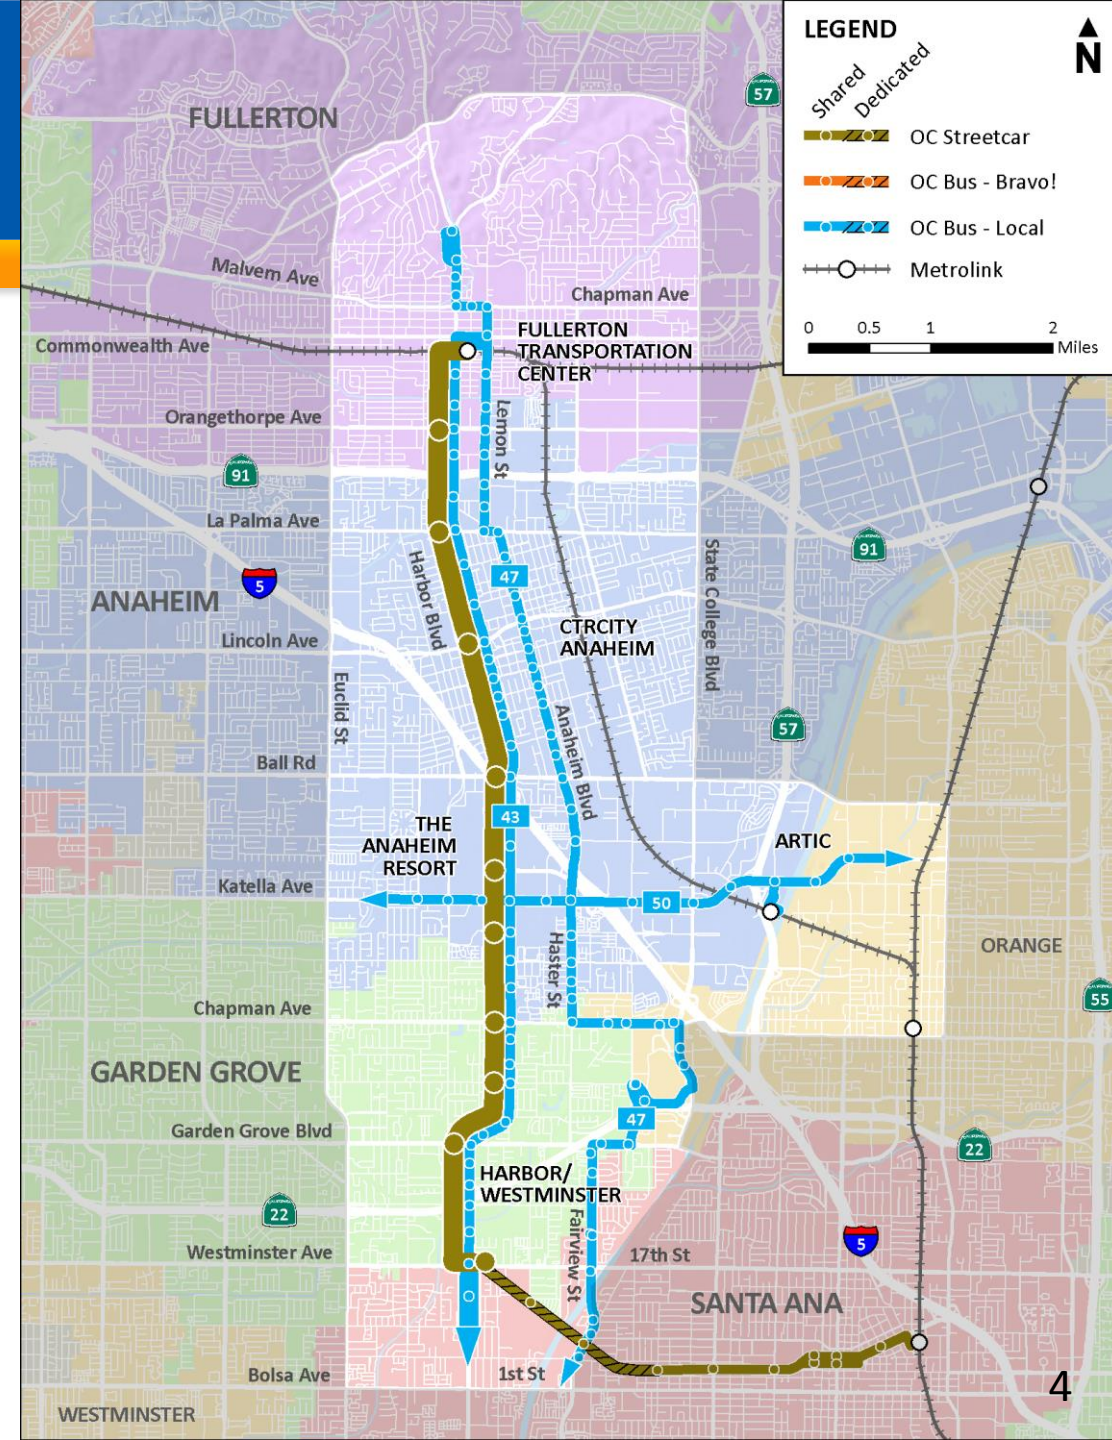 LEGEND
N
Shared
Dedicated
OC Streetcar
OC Bus - Bravo!
OC Bus - Local
Metrolink
0 0.5 1 2
Miles
57
FULLERTON
Malvern Ave
Chapman Ave
Commonwealth Ave
FULLERTON
TRANSPORTATION
CENTER
Orangethorpe Ave
Lemon St
91
La Palma Ave
91
5
Harbor Blvd
47
State College Blvd
ANAHEIM
CTRCITY
ANAHEIM
Lincoln Ave
Euclid St
57
Anaheim Blvd
Ball Rd
43
THE
ANAHEIM
RESORT
ARTIC
Katella Ave
50
Haster St
ORANGE
55
Chapman Ave
GARDEN GROVE
47
Garden Grove Blvd
22
HARBOR/
WESTMINSTER
22
Fairview St
5
Westminster Ave
17th St
SANTA ANA
Bolsa Ave
1st St
4
WESTMINSTER